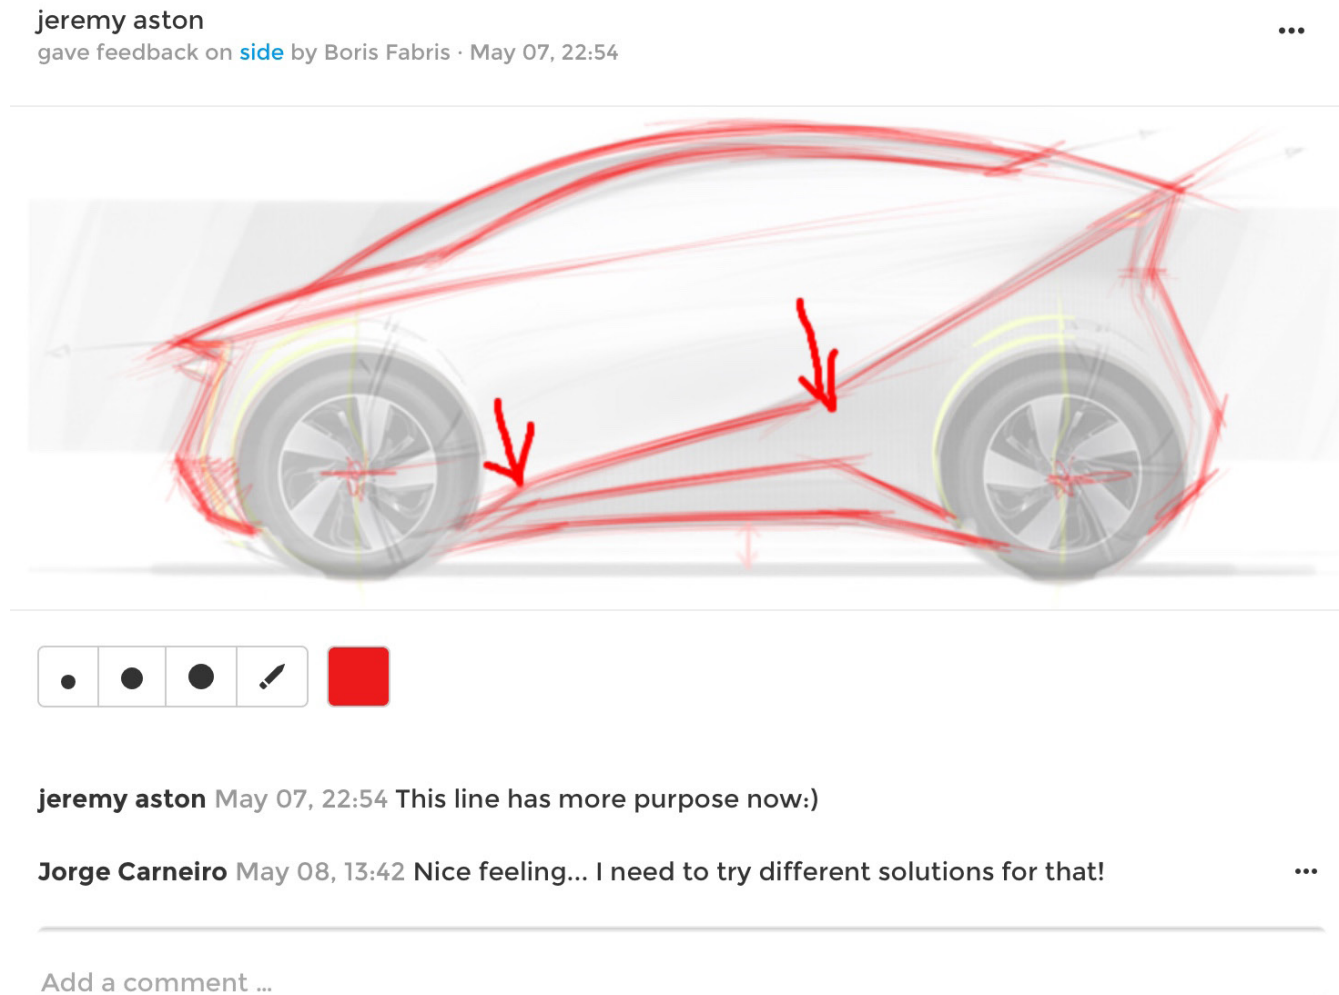 jeremy aston
gave feedback on side by Boris Fabris · May 07, 22:54
jeremy aston May 07, 22:54 This line has more purpose now:)
Jorge Carneiro May 08, 13:42 Nice feeling... I need to try different solutions for that!
Add a comment ...